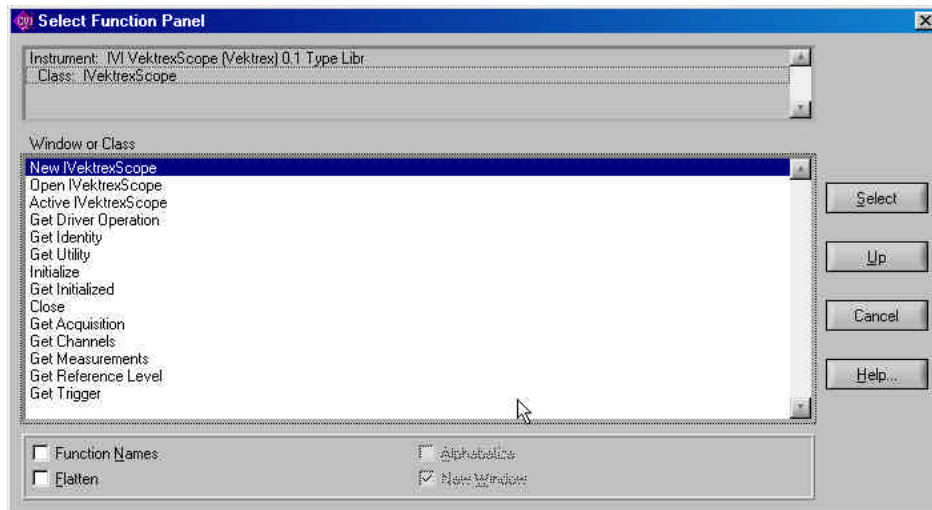 CVI Select Function Panel
Instrument: IVI VektrexScope (Vektrex) 0.1 Type Libr
Class: IVektrexScope
Window or Class
New IVektrexScope
Open IVektrexScope
Active IVektrexScope
Get Driver Operation
Get Identity
Get Utility
Initialize
Get Initialized
Close
Get Acquisition
Get Channels
Get Measurements
Get Reference Level
Get Trigger
Select
Up
Cancel
Help...
Function Names
Alphabetize
Flatten
New Window